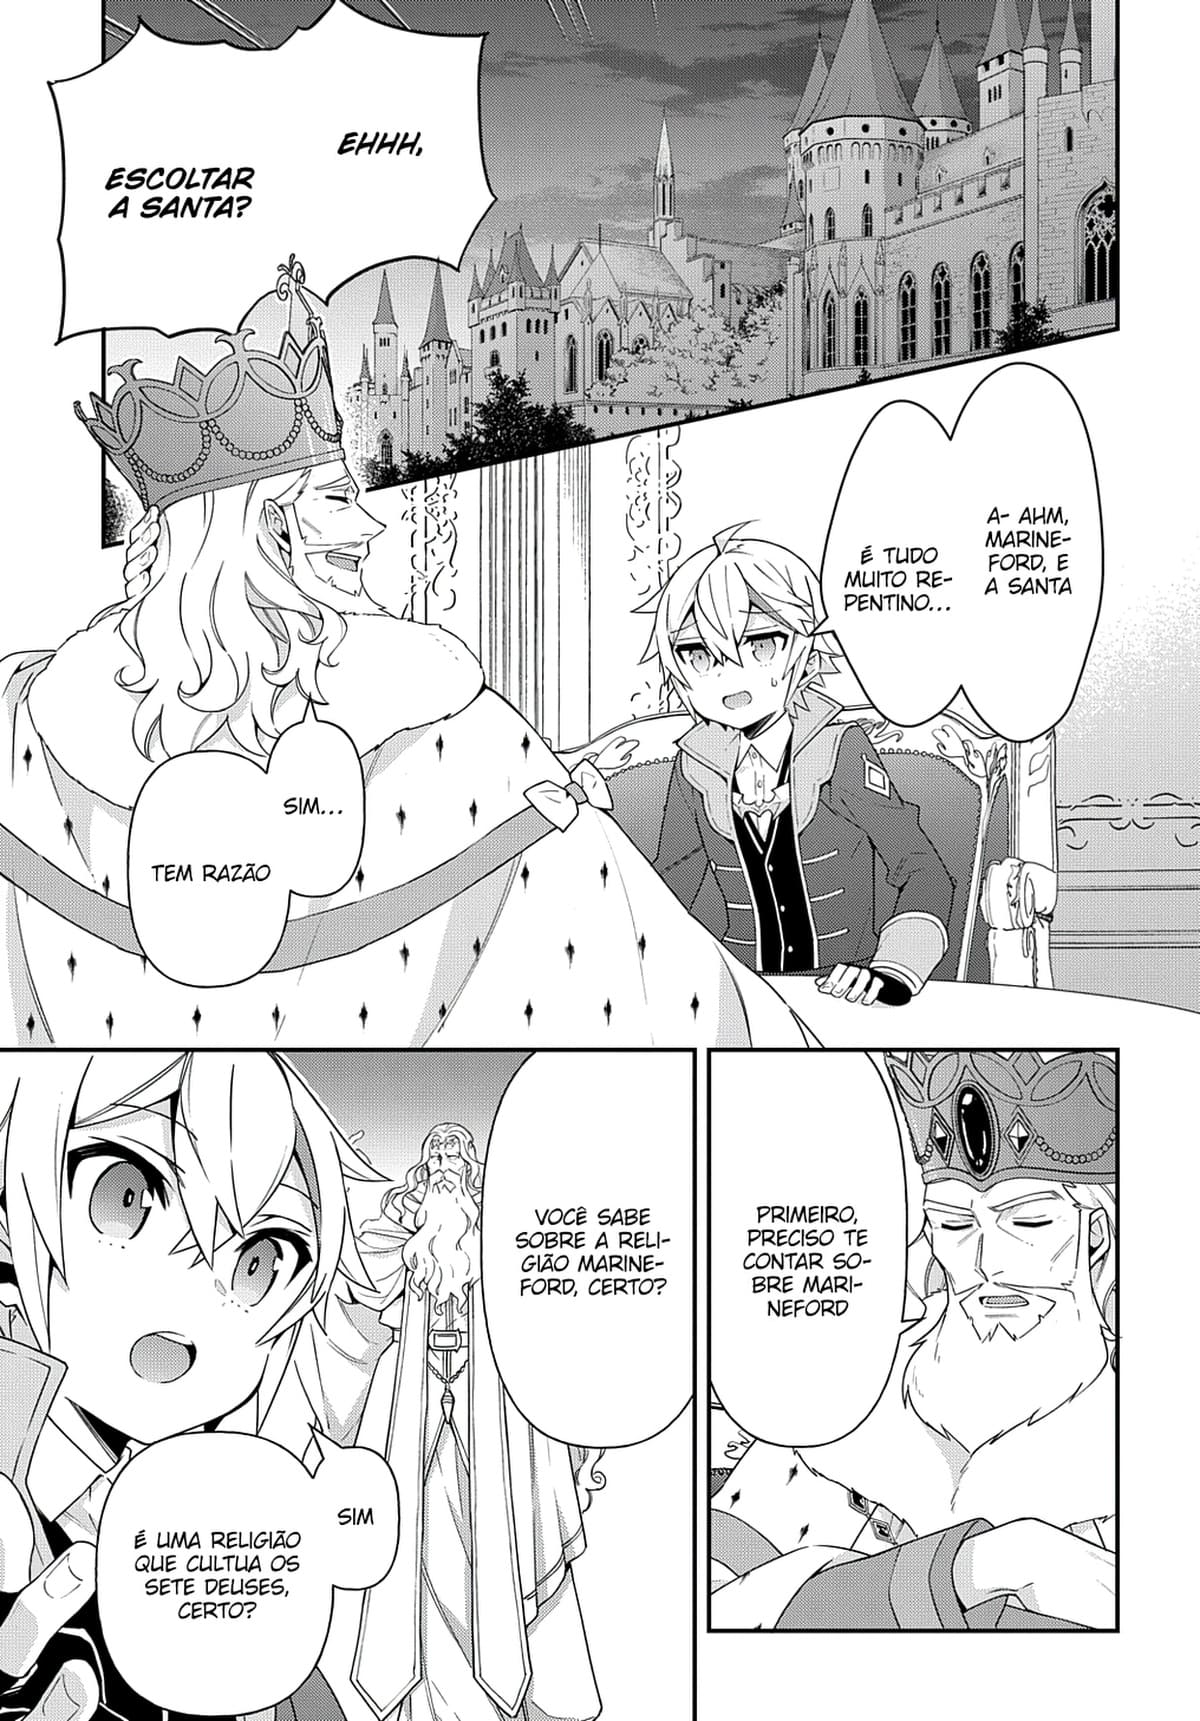 EHHH,
ESCOLTAR
A SANTA?
A- AHM,
MARINE-
FORD, E
A SANTA
É TUDO
MUITO RE-
PENTINO...
SIM...
TEM RAZÃO
PRIMEIRO,
PRECISO TE
CONTAR SO-
BRE MARI-
NEFORD
VOCÊ SABE
SOBRE A RELI-
GIÃO MARINE-
FORD, CERTO?
SIM
É UMA RELIGIÃO
QUE CULTUA OS
SETE DEUSES,
CERTO?